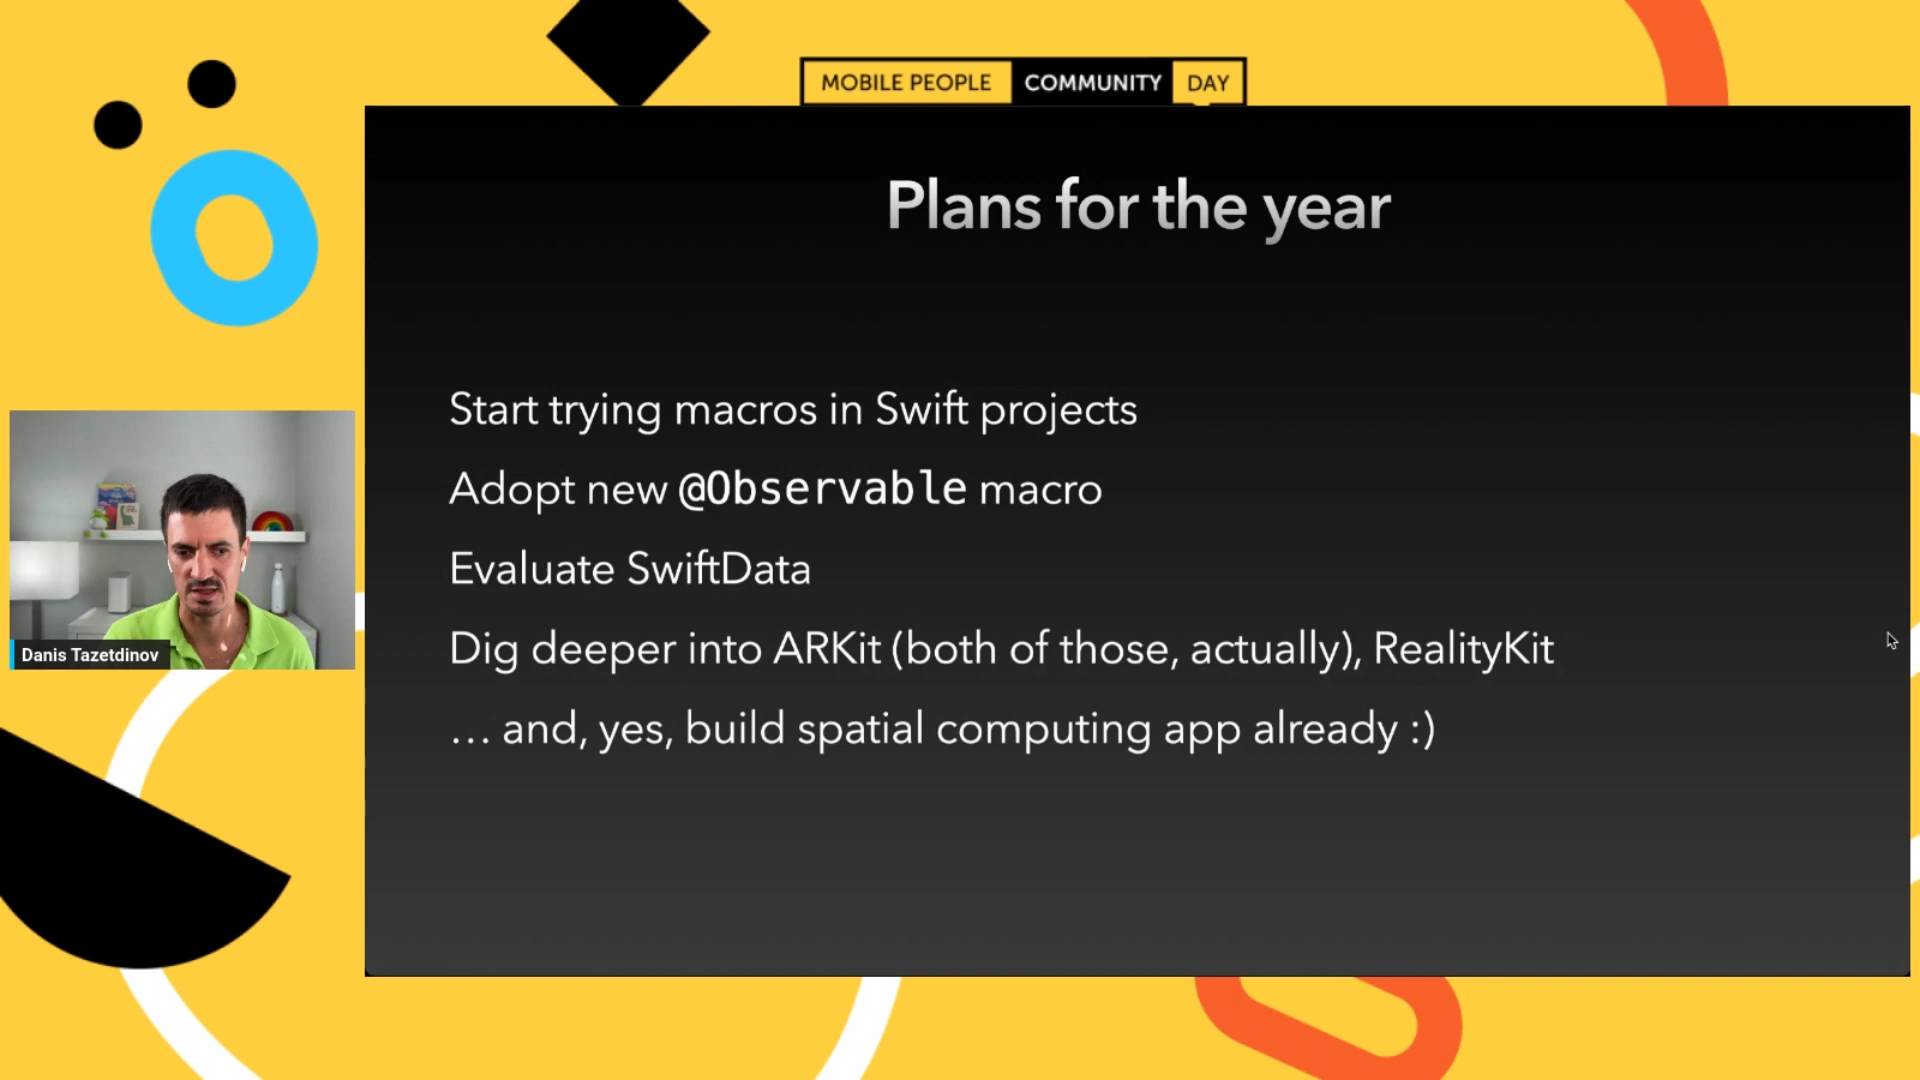 MOBILE PEOPLE COMMUNITY DAY
Plans for the year
Start trying macros in Swift projects
Adopt new @Observable macro
Evaluate SwiftData
Dig deeper into ARKit (both of those, actually), RealityKit
… and, yes, build spatial computing app already :)
Danis Tazetdinov